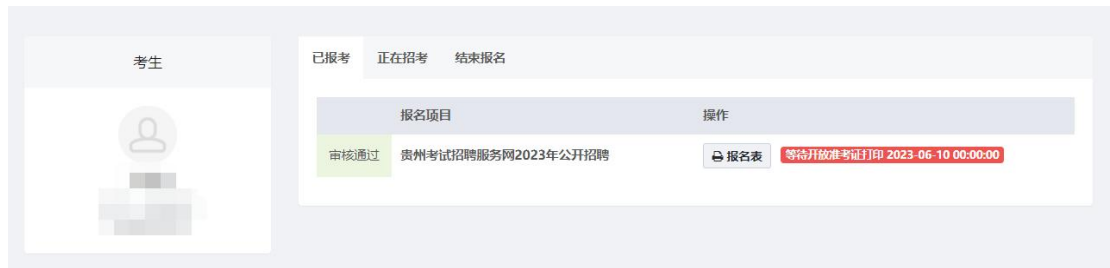 考生
已报考 正在招考 结束报名
报名项目 操作
审核通过 贵州考试招聘服务网2023年公开招聘 报名表 等待开放准考证打印 2023-06-10 00:00:00